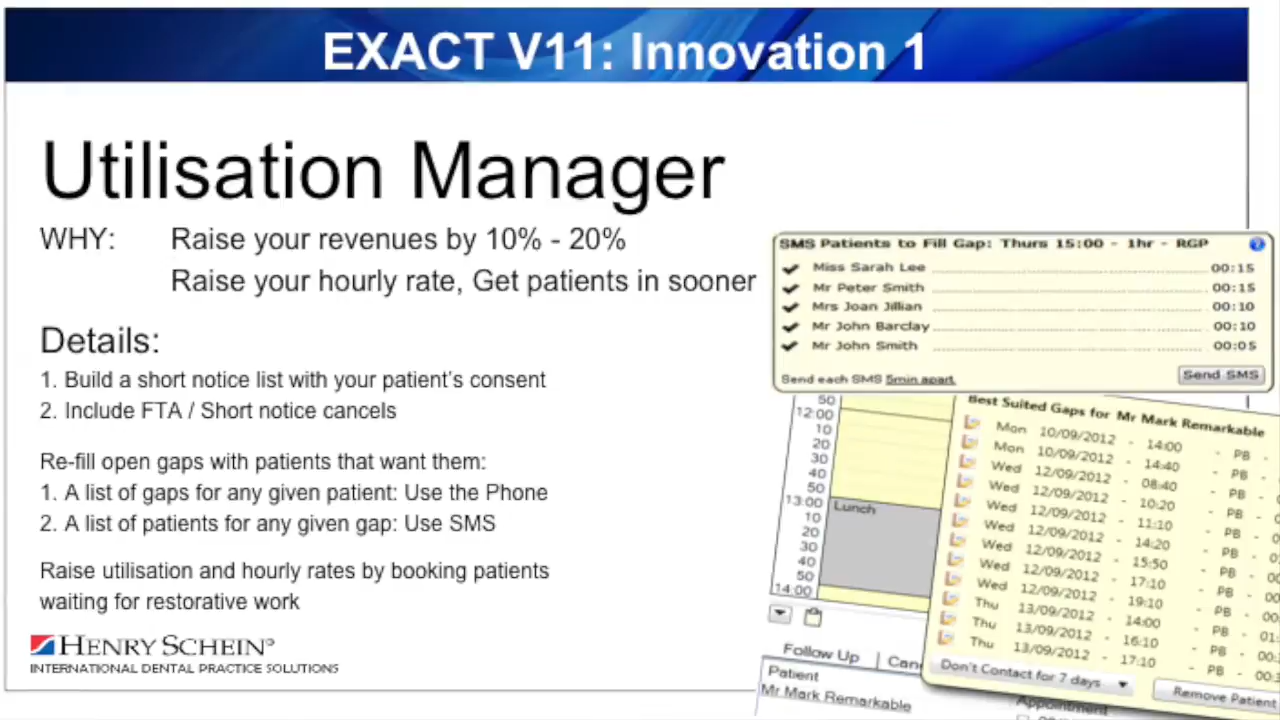 EXACT V11: Innovation 1
Utilisation Manager
WHY: Raise your revenues by 10% - 20%
Raise your hourly rate, Get patients in sooner
Details:
1. Build a short notice list with your patient's consent
2. Include FTA / Short notice cancels
Re-fill open gaps with patients that want them:
1. A list of gaps for any given patient: Use the Phone
2. A list of patients for any given gap: Use SMS
Raise utilisation and hourly rates by booking patients
waiting for restorative work
HENRY SCHEIN®
INTERNATIONAL DENTAL PRACTICE SOLUTIONS
SMS Patients to Fill Gap: Thurs 15:00 - 1hr - RGP
Miss Sarah Lee 00:15
Mr Peter Smith 00:15
Mrs Joan Jillian 00:10
Mr John Barclay 00:10
Mr John Smith 00:05
Send each SMS 5min apart.
Send SMS
50
12:00
10
20
30
40
50
13:00
Lunch
10
20
30
40
50
14:00
Best Suited Gaps for Mr Mark Remarkable
Mon 10/09/2012 - 14:00 - PB
Mon 10/09/2012 - 14:40 - PB
Wed 12/09/2012 - 08:40 - PB
Wed 12/09/2012 - 10:20 - PB
Wed 12/09/2012 - 11:10 - PB
Wed 12/09/2012 - 14:20 - PB
Wed 12/09/2012 - 15:50 - PB
Wed 12/09/2012 - 17:10 - PB
Wed 12/09/2012 - 19:10 - PB
Thu 13/09/2012 - 14:00 - PB
Thu 13/09/2012 - 16:10 - PB
Thu 13/09/2012 - 17:10 - PB
Don't Contact for 7 days
Remove Patient
Follow Up
Patient
Appointment
Mr Mark Remarkable